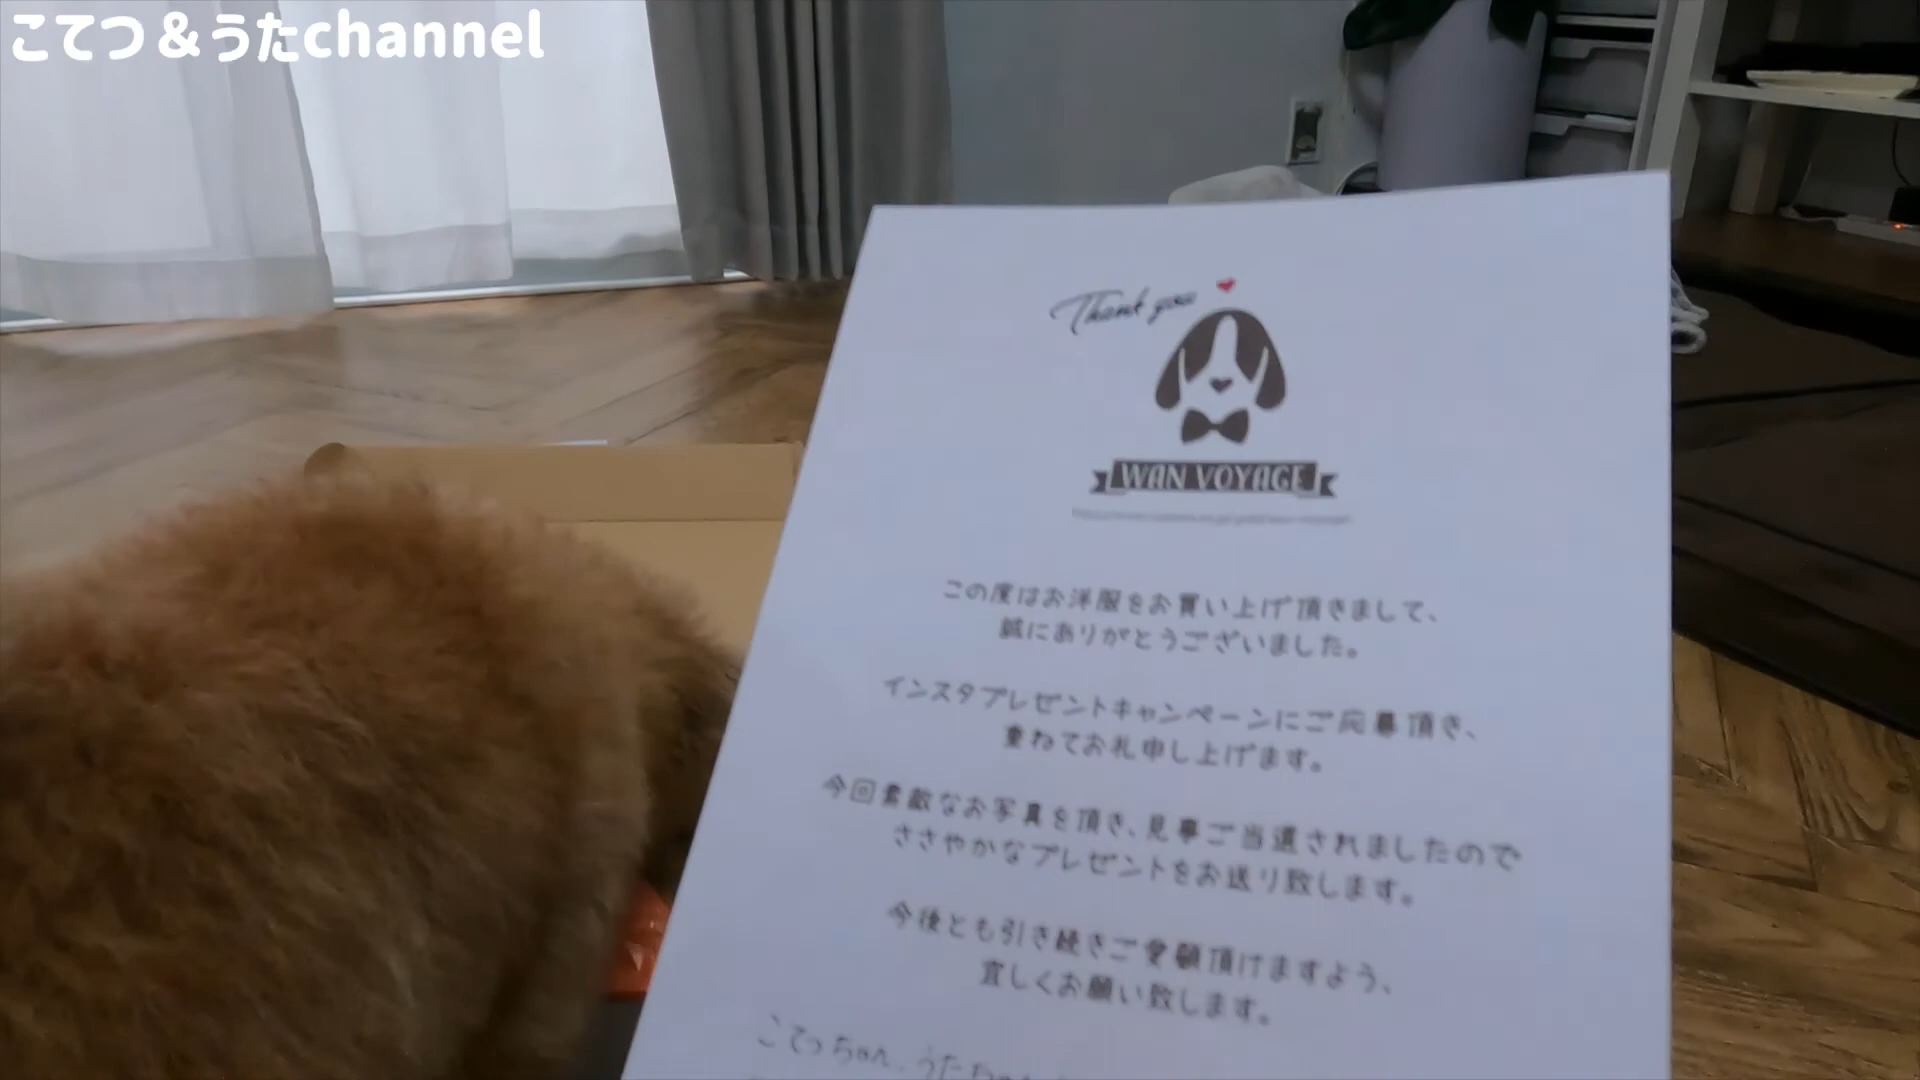 こてつ&うたchannel
Thank you
WAN VOYAGE
この度はお洋服をお買い上げ頂きまして、
誠にありがとうございました。
インスタプレゼントキャンペーンにご応募頂き、
重ねてお礼申し上げます。
今回素敵なお写真を頂き、見事ご当選されましたので
ささやかなプレゼントをお送り致します。
今後とも引き続きご愛顧頂けますよう、
宜しくお願い致します。
こてつちゃん、うたちゃん